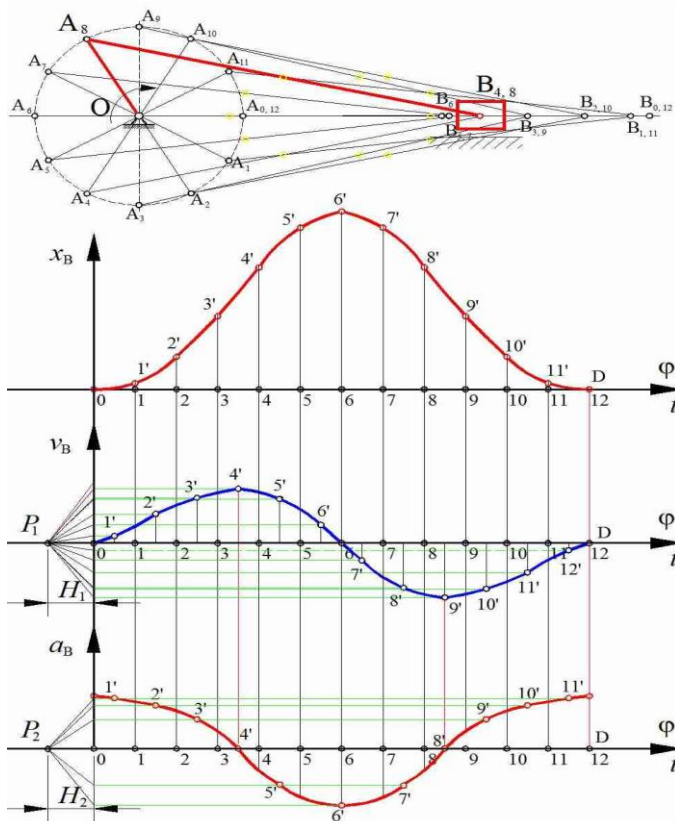 A₉
A₈ A₁₀
A₇ A₁₁
O A₆ A₀, ₁₂ B₆ B₄, ₈ B₂, ₁₀ B₀, ₁₂
B₃, ₉ B₁, ₁₁
A₅ A₁
A₄ A₂
A₃
x_B
1' 2' 3' 4' 5' 6' 7' 8' 9' 10' 11' D
φ
0 1 2 3 4 5 6 7 8 9 10 11 12 t
v_B
1' 2' 3' 4' 5' 6' D
P₁ φ
0 1 2 3 4 5 6 7 8 9 10 11 12 t
7' 8' 9' 10' 11' 12'
H₁
a_B
1' 2' 3' 9' 10' 11'
P₂ 4' 8' D φ
0 1 2 3 4 5 6 7 8 9 10 11 12 t
5' 6' 7'
H₂